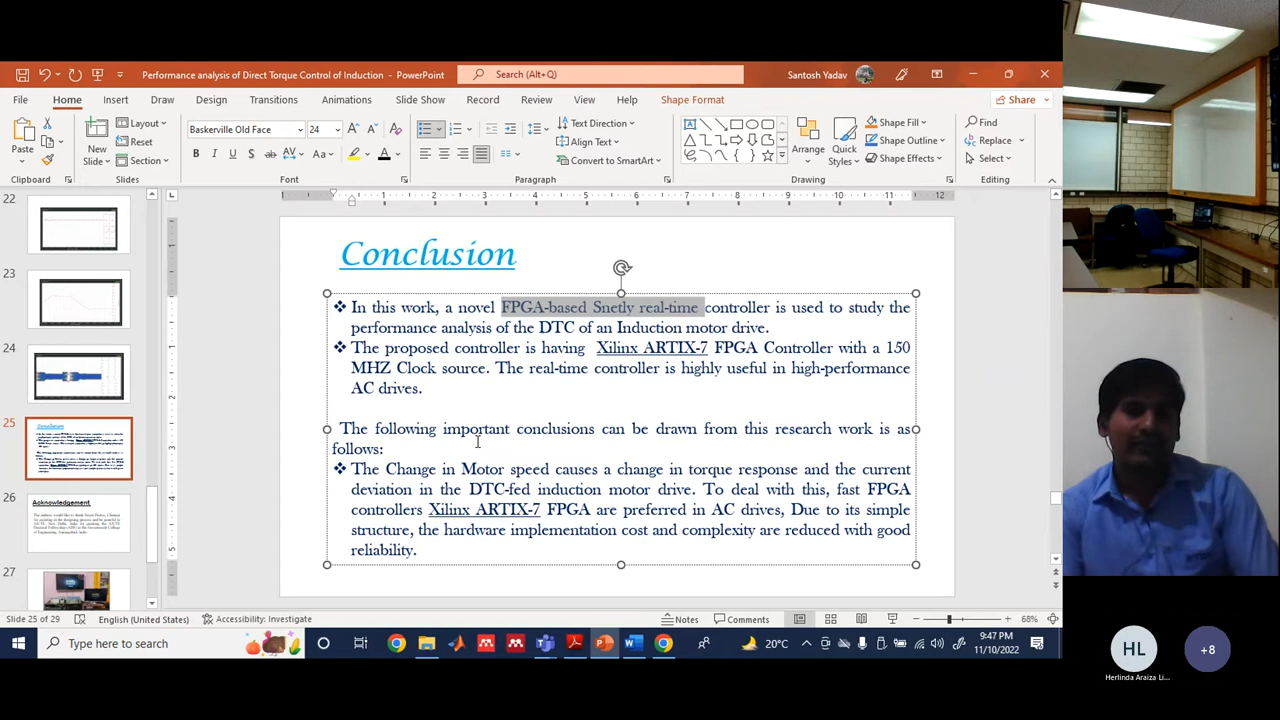 Performance analysis of Direct Torque Control of Induction - PowerPoint
Search (Alt+Q)
Santosh Yadav
File Home Insert Draw Design Transitions Animations Slide Show Record Review View Help Shape Format Share
Paste
Clipboard
New Slide
Layout
Reset
Section
Slides
Baskerville Old Face 24
Font
Text Direction
Align Text
Convert to SmartArt
Paragraph
Arrange
Quick Styles
Shape Fill
Shape Outline
Shape Effects
Drawing
Find
Replace
Select
Editing
22
23
24
25
Conclusion
26
Acknowledgement
27
Conclusion
❖ In this work, a novel FPGA-based Snetly real-time controller is used to study the
performance analysis of the DTC of an Induction motor drive.
❖ The proposed controller is having Xilinx ARTIX-7 FPGA Controller with a 150
MHZ Clock source. The real-time controller is highly useful in high-performance
AC drives.
The following important conclusions can be drawn from this research work is as
follows:
❖ The Change in Motor speed causes a change in torque response and the current
deviation in the DTC-fed induction motor drive. To deal with this, fast FPGA
controllers Xilinx ARTIX-7 FPGA are preferred in AC drives, Due to its simple
structure, the hardware implementation cost and complexity are reduced with good
reliability.
Slide 25 of 29 English (United States) Accessibility: Investigate Notes Comments 68%
Type here to search 20°C 9:47 PM
11/10/2022
HL
+8
Herlinda Araiza Li...